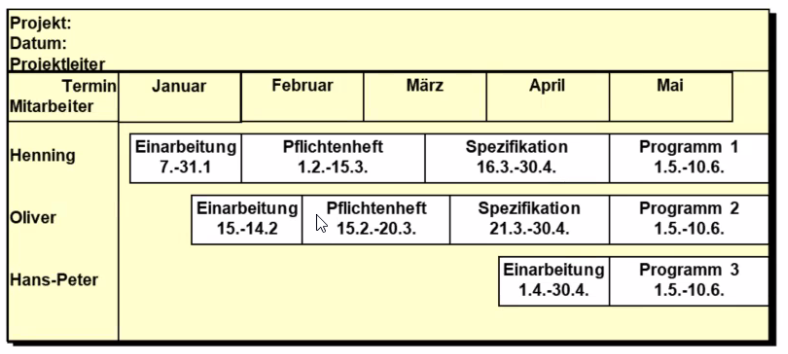 Projekt:
Datum:
Projektleiter
Termin Januar Februar März April Mai
Mitarbeiter
Henning
Einarbeitung Pflichtenheft Spezifikation Programm 1
7.-31.1 1.2.-15.3. 16.3.-30.4. 1.5.-10.6.
Oliver
Einarbeitung Pflichtenheft Spezifikation Programm 2
15.-14.2 15.2.-20.3. 21.3.-30.4. 1.5.-10.6.
Hans-Peter
Einarbeitung Programm 3
1.4.-30.4. 1.5.-10.6.